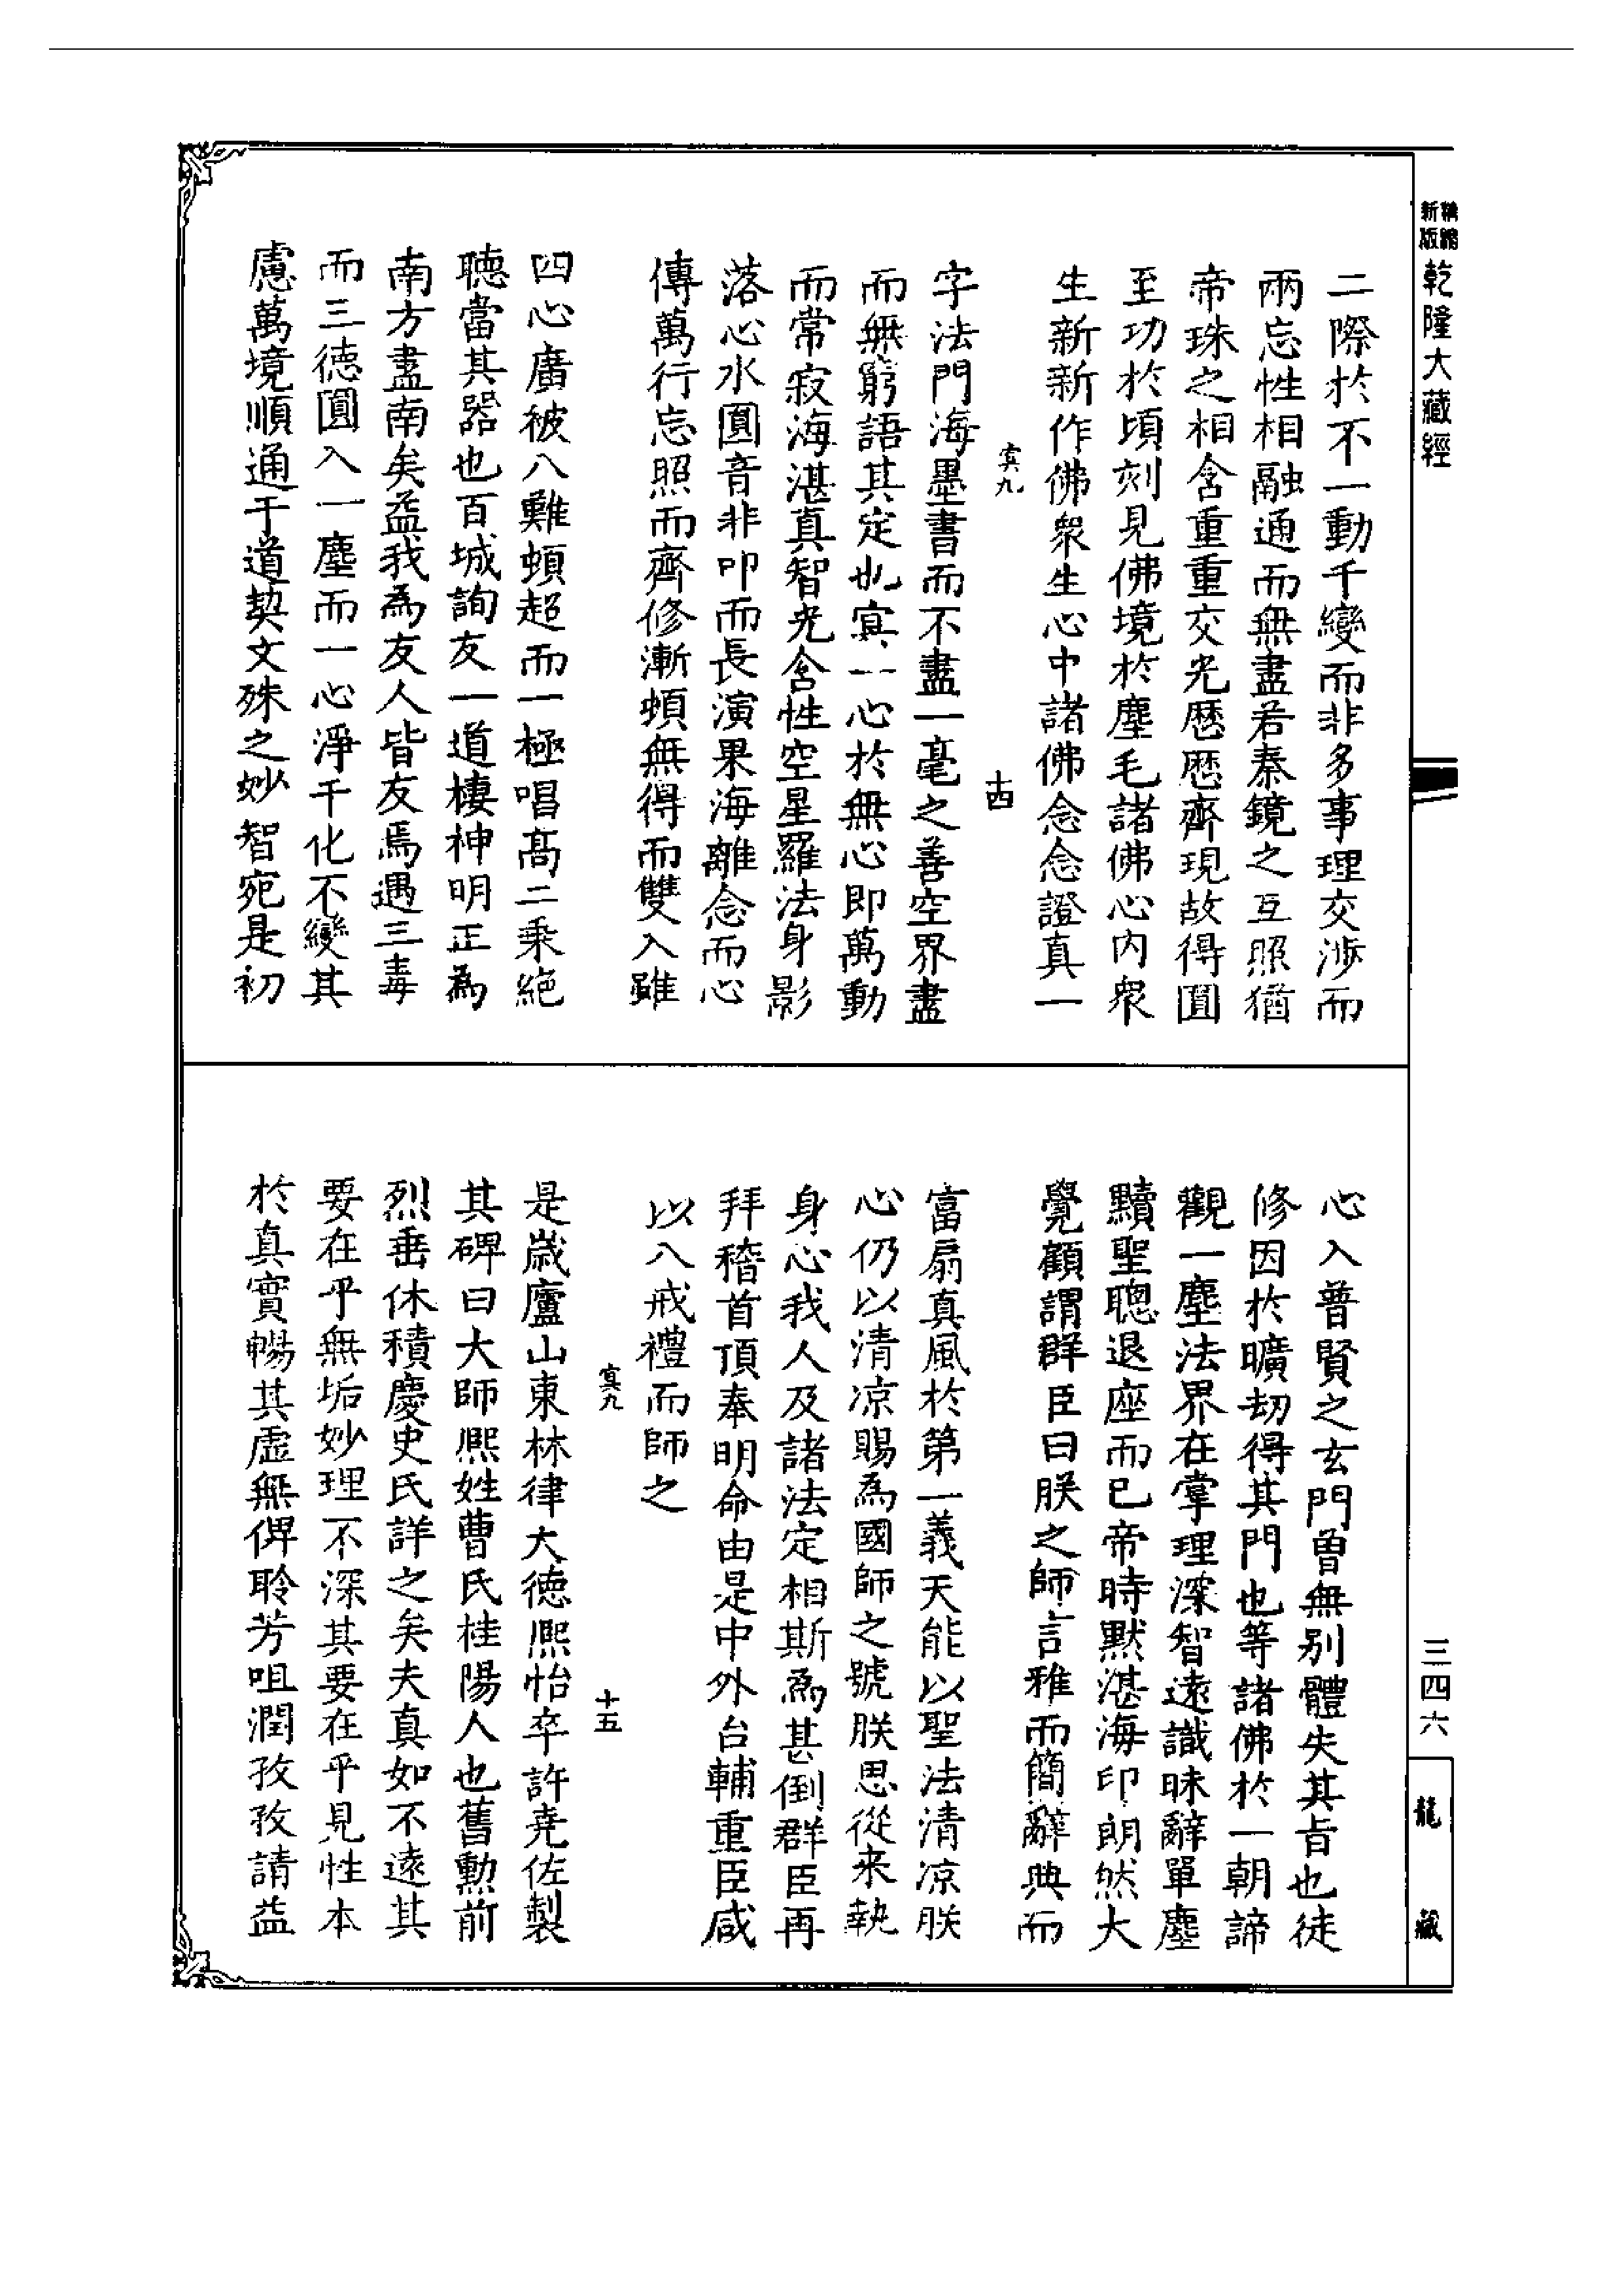 精縮
新版
乾隆大藏經
二際於不一動千變而非多事理交渉而
兩忘性相融通而無盡若秦鏡之互照猶
帝珠之相含重重交光歷歷齊現故得圓
至功於頃刻見佛境於塵毛諸佛心内衆
生新新作佛衆生心中諸佛念念證真一
寘九
十四
字法門海墨書而不盡一毫之善空界盡
而無窮語其定也寘一心於無心即萬動
而常寂海湛真智光含性空星羅法身影
落心水圓音非叩而長演果海離念而心
傳萬行忘照而齊修漸頓無得而雙入雖
四心廣被八難頓超而一極唱高二乘絕
聽當其器也百城詢友一道棲神明正為
南方盡南矣益我為友人皆友焉遇三毒
而三徳圓入一塵而一心淨千化不變其
慮萬境順通于道契文殊之妙智宛是初
心入普賢之玄門曽無别體失其旨也徒
修因於曠劫得其門也等諸佛於一朝諦
觀一塵法界在掌理深智遠識昧辭單塵
黷聖聰退座而已帝時默湛海印朗然大
覺顧謂群臣曰朕之師言雅而簡辭典而
富扇真風於第一義天能以聖法清凉朕
心仍以清凉賜為國師之號朕思從来執
身心我人及諸法定相斯為甚倒群臣再
拜稽首頂奉明命由是中外台輔重臣咸
以八戒禮而師之
寘九
十五
是歲廬山東林律大徳熈怡卒許堯佐製
其碑曰大師熈姓曹氏桂陽人也舊勲前
烈垂休積慶史氏詳之矣夫真如不遠其
要在乎無垢妙理不深其要在乎見性本
於真實暢其虛無俾聆芳咀潤孜孜請益
三四六
龍
藏